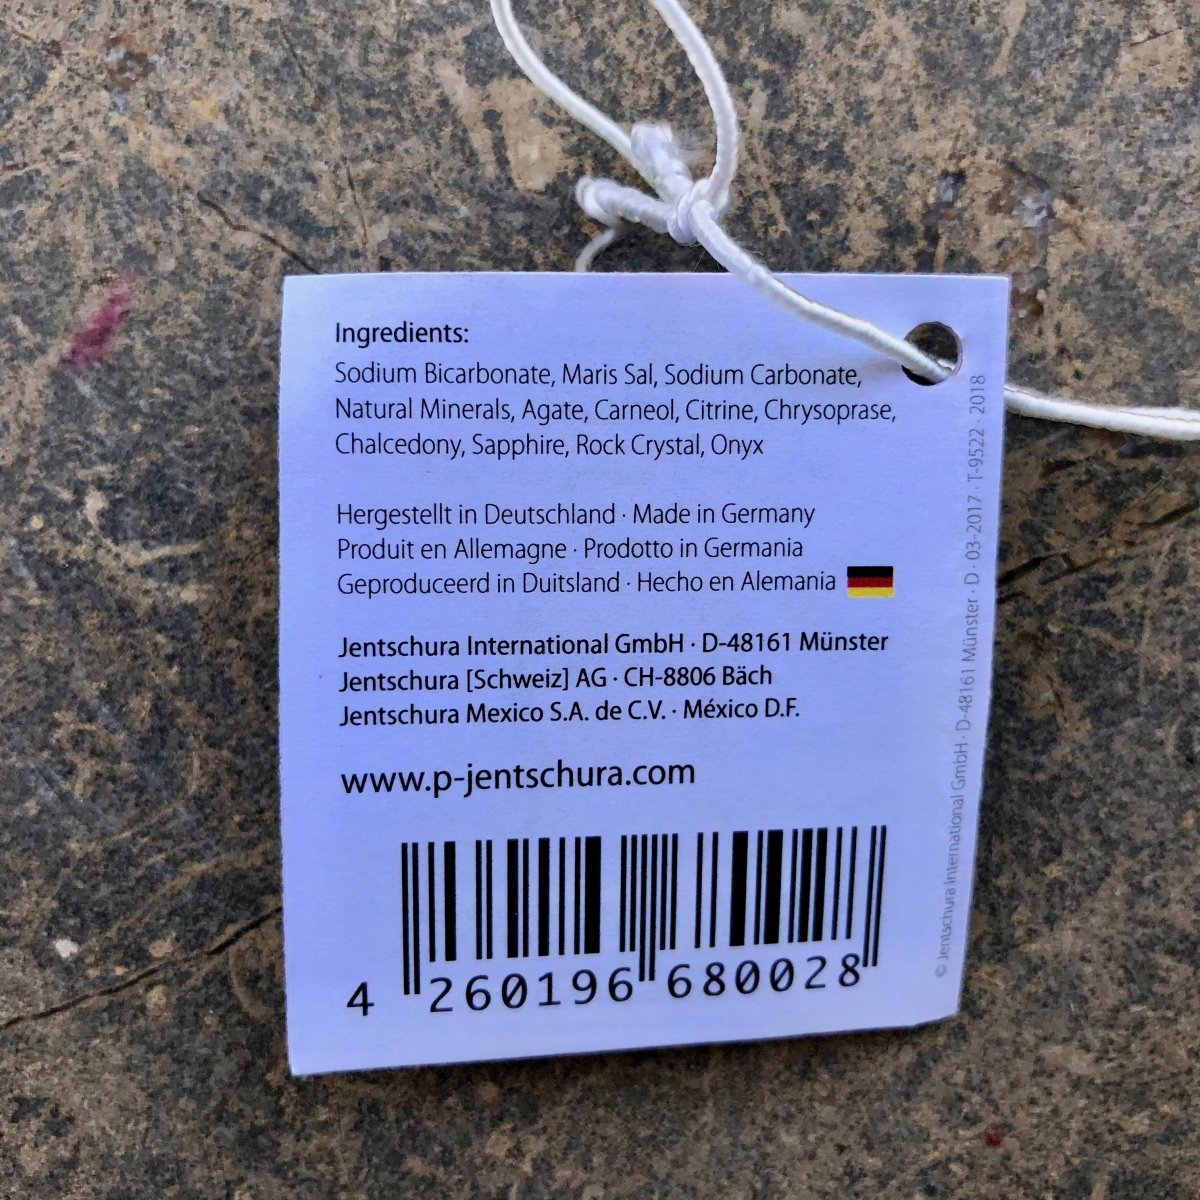 Ingredients:
Sodium Bicarbonate, Maris Sal, Sodium Carbonate,
Natural Minerals, Agate, Carneol, Citrine, Chrysoprase,
Chalcedony, Sapphire, Rock Crystal, Onyx
Hergestellt in Deutschland · Made in Germany
Produit en Allemagne · Prodotto in Germania
Geproduceerd in Duitsland · Hecho en Alemania
Jentschura International GmbH · D-48161 Münster
Jentschura [Schweiz] AG · CH-8806 Bäch
Jentschura Mexico S.A. de C.V. · México D.F.
www.p-jentschura.com
4 260196 680028
© Jentschura International GmbH · D-48161 Münster · D · 03-2017 · T-9522 2018